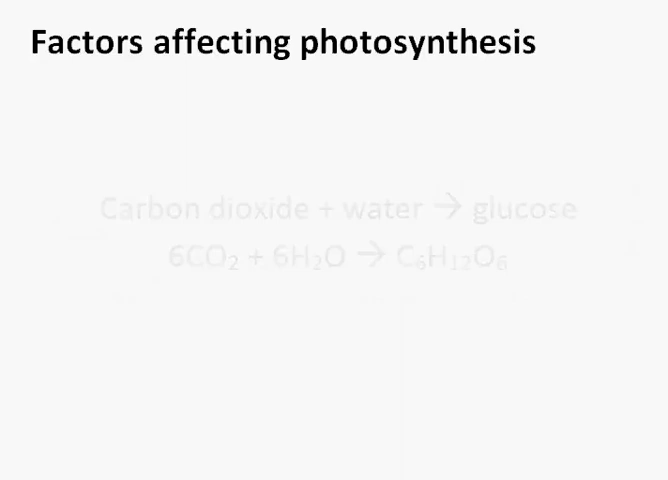 Factors affecting photosynthesis
Carbon dioxide + water → glucose
6CO₂ + 6H₂O → C₆H₁₂O₆